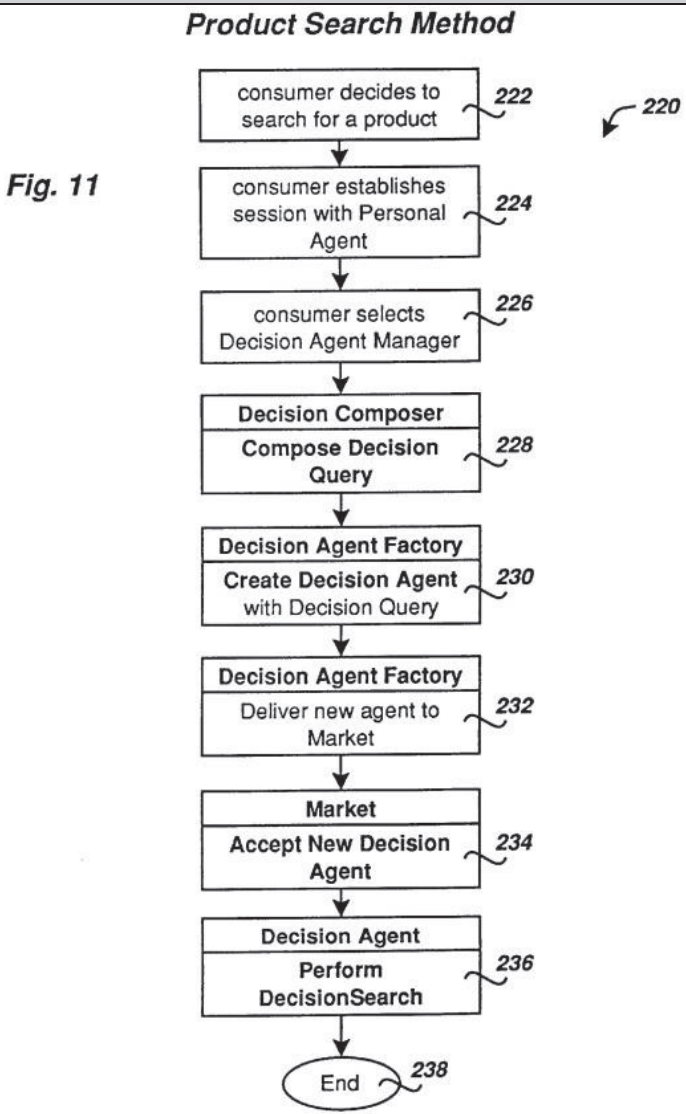 Product Search Method
Fig. 11
220
consumer decides to
search for a product
222
consumer establishes
session with Personal
Agent
224
consumer selects
Decision Agent Manager
226
Decision Composer
Compose Decision
Query
228
Decision Agent Factory
Create Decision Agent
with Decision Query
230
Decision Agent Factory
Deliver new agent to
Market
232
Market
Accept New Decision
Agent
234
Decision Agent
Perform
DecisionSearch
236
End
238